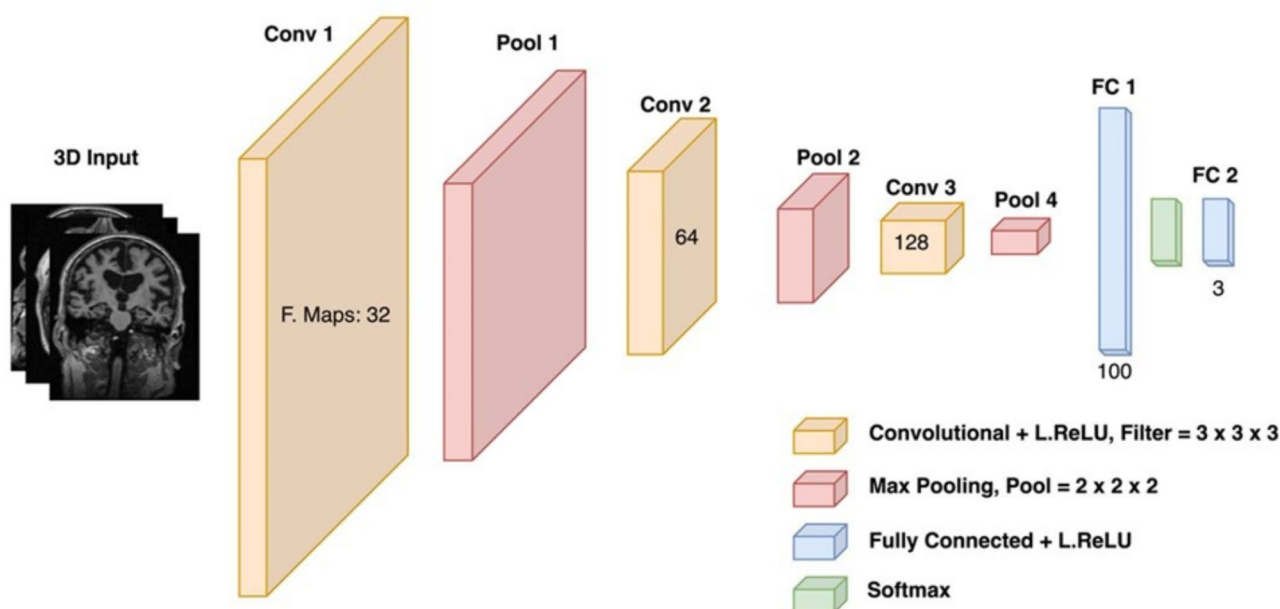 Conv 1
Pool 1
Conv 2
FC 1
3D Input
Pool 2
Conv 3
Pool 4
FC 2
F. Maps: 32
64
128
3
100
Convolutional + L.ReLU, Filter = 3 x 3 x 3
Max Pooling, Pool = 2 x 2 x 2
Fully Connected + L.ReLU
Softmax